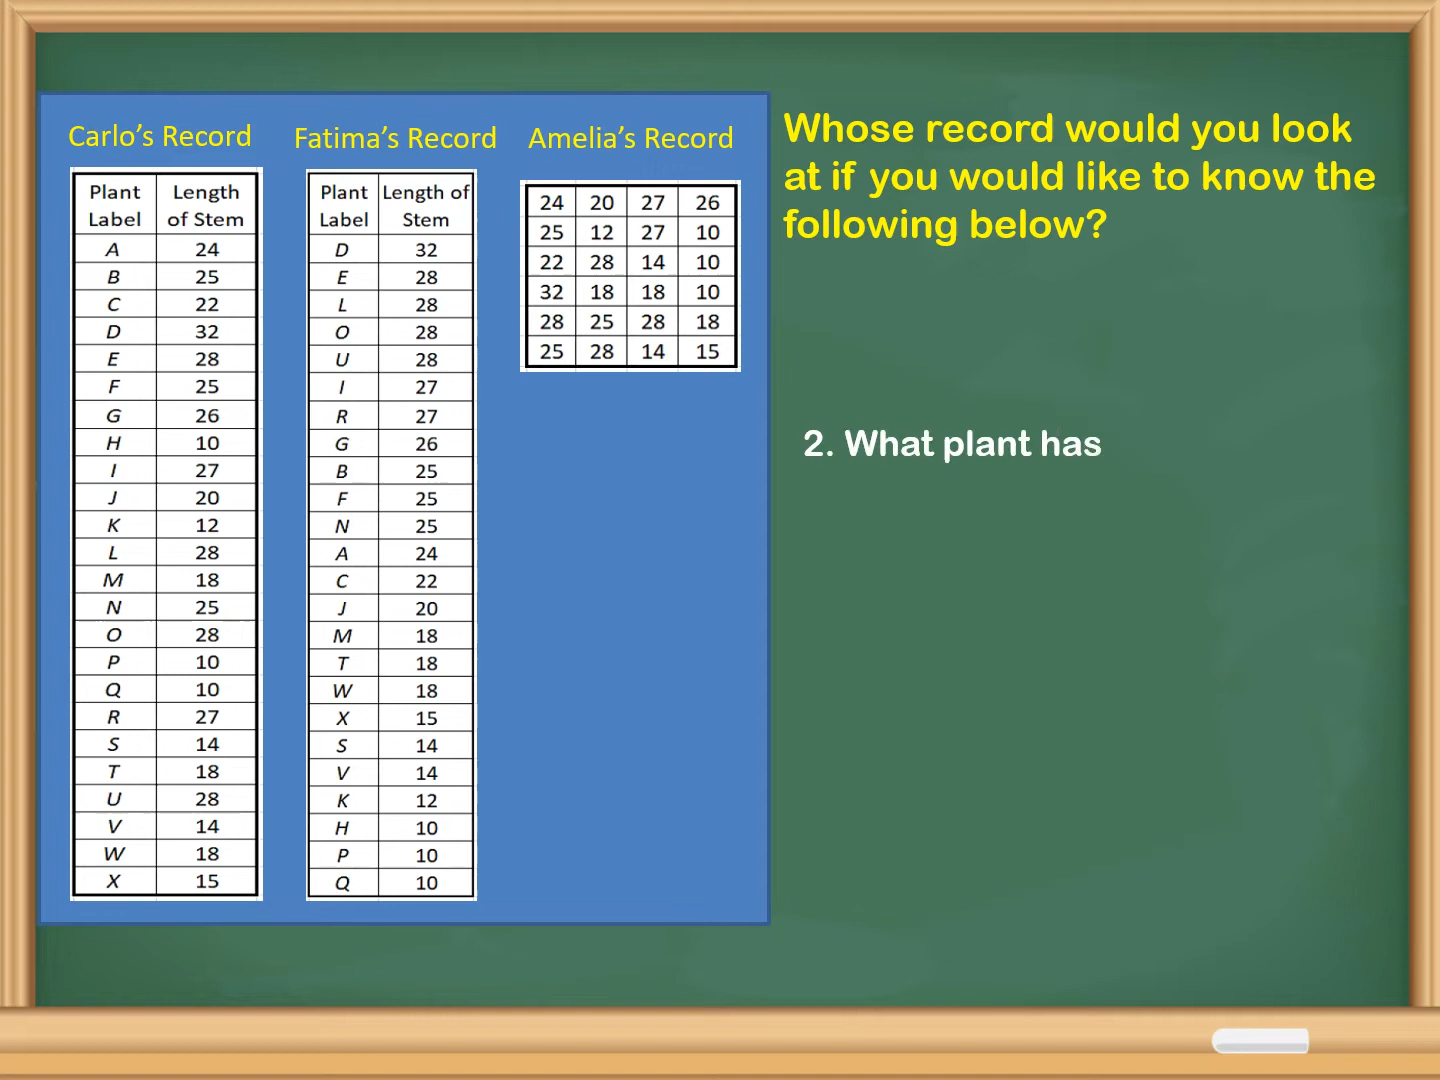 Carlo’s Record
Plant Label Length of Stem
A 24
B 25
C 22
D 32
E 28
F 25
G 26
H 10
I 27
J 20
K 12
L 28
M 18
N 25
O 28
P 10
Q 10
R 27
S 14
T 18
U 28
V 14
W 18
X 15
Fatima’s Record
Plant Label Length of Stem
D 32
E 28
L 28
O 28
U 28
I 27
R 27
G 26
B 25
F 25
N 25
A 24
C 22
J 20
M 18
T 18
W 18
X 15
S 14
V 14
K 12
H 10
P 10
Q 10
Amelia’s Record
24 20 27 26
25 12 27 10
22 28 14 10
32 18 18 10
28 25 28 18
25 28 14 15
Whose record would you look
at if you would like to know the
following below?
2. What plant has